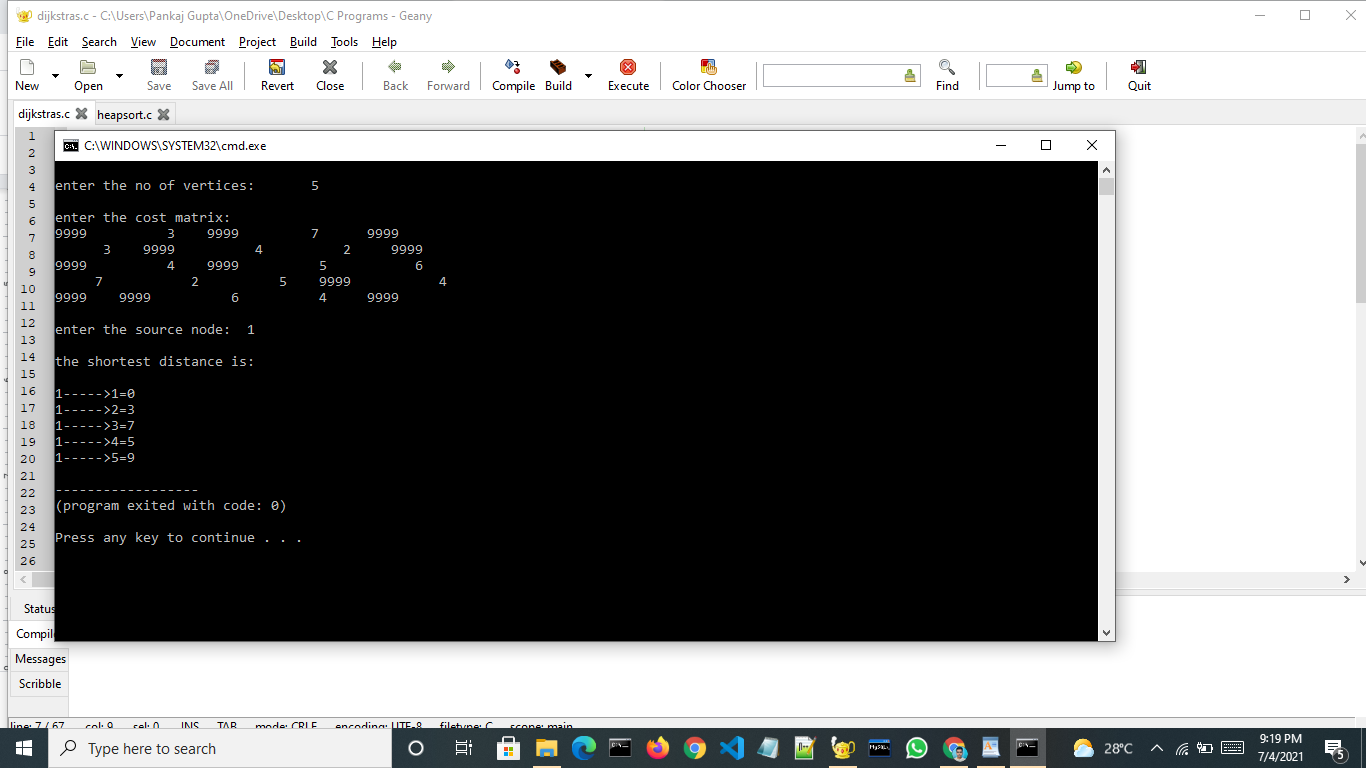 dijkstras.c - C:\Users\Pankaj Gupta\OneDrive\Desktop\C Programs - Geany
File Edit Search View Document Project Build Tools Help
New Open Save Save All Revert Close Back Forward Compile Build Execute Color Chooser Find Jump to Quit
dijkstras.c heapsort.c
1
2
3
4
5
6
7
8
9
10
11
12
13
14
15
16
17
18
19
20
21
22
23
24
25
26
C:\WINDOWS\SYSTEM32\cmd.exe
enter the no of vertices: 5
enter the cost matrix:
9999 3 9999 7 9999
3 9999 4 2 9999
9999 4 9999 5 6
7 2 5 9999 4
9999 9999 6 4 9999
enter the source node: 1
the shortest distance is:
1----->1=0
1----->2=3
1----->3=7
1----->4=5
1----->5=9
------------------
(program exited with code: 0)
Press any key to continue . . .
Status
Compil
Messages
Scribble
line: 7 / 67 col: 9 sel: 0 INS TAB mode: CRLF encoding: UTF-8 filetype: C scope: main
Type here to search
MySQL
28°C
9:19 PM
7/4/2021
5